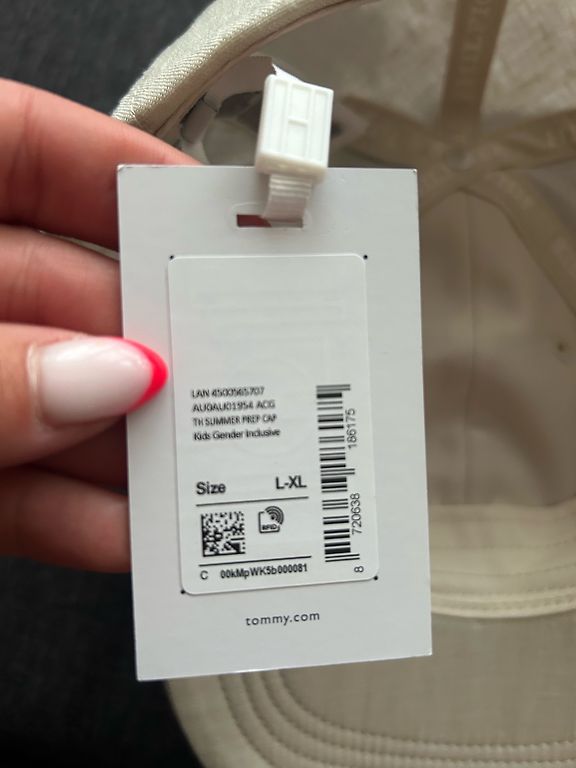 LAN 4500565707
AU0AU01954 ACG
TH SUMMER PREP CAP
Kids Gender Inclusive
Size L-XL
RFID
C 00kMpWK5b000081
8 720638 186175
tommy.com